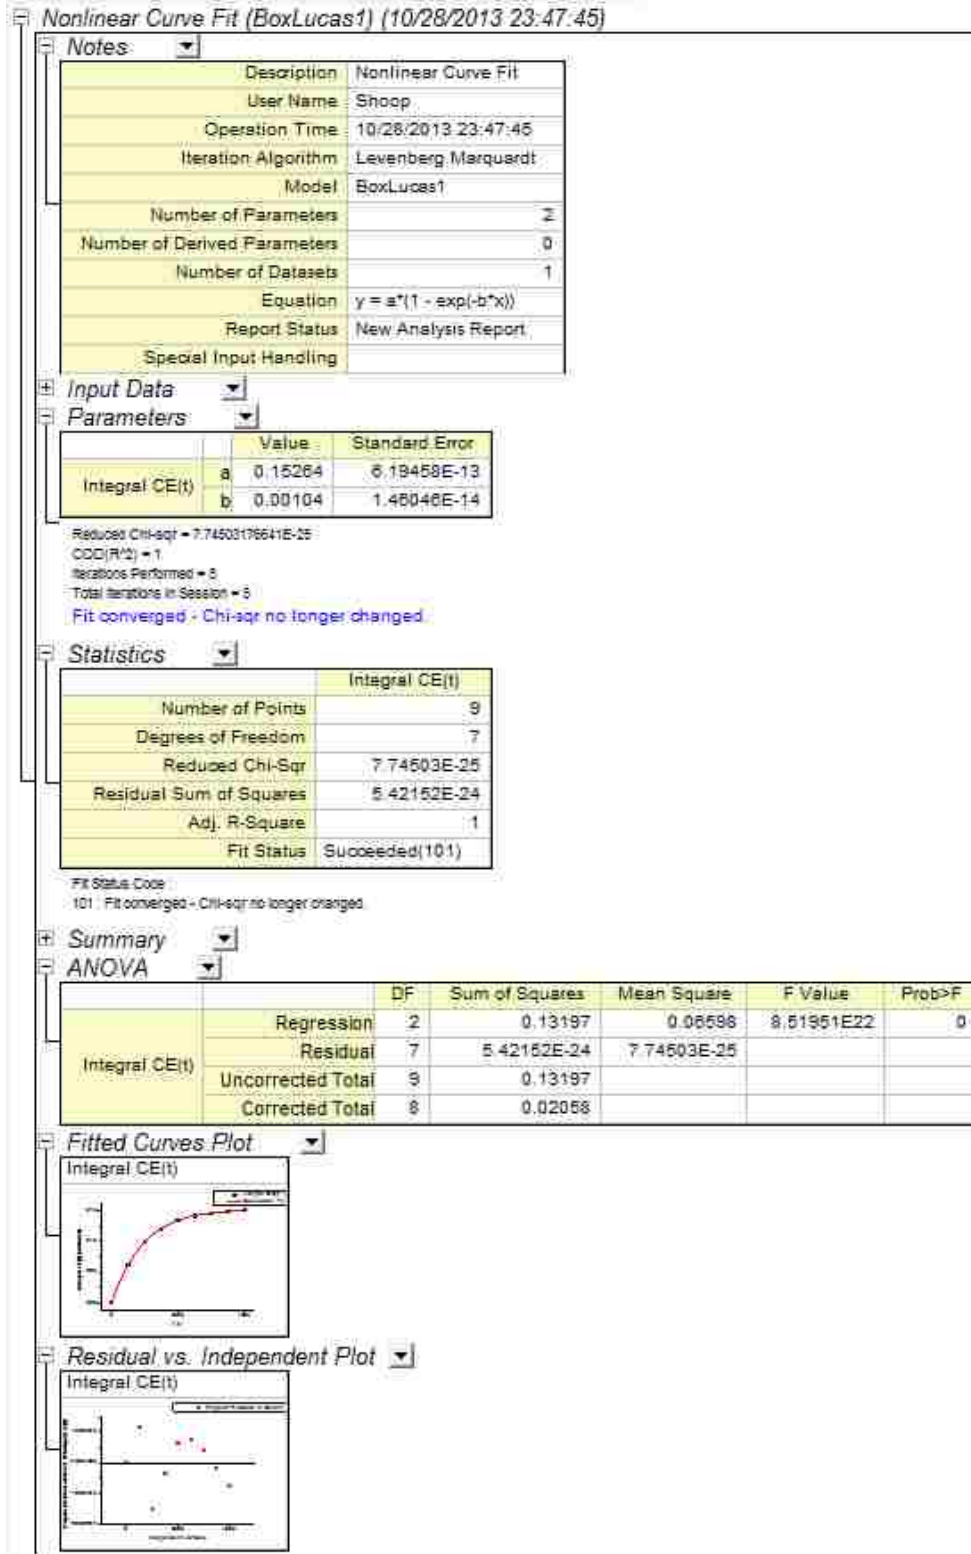 Nonlinear Curve Fit (BoxLucas1) (10/28/2013 23:47:45)
Notes
Description Nonlinear Curve Fit
User Name Shoop
Operation Time 10/28/2013 23:47:45
Iteration Algorithm Levenberg Marquardt
Model BoxLucas1
Number of Parameters 2
Number of Derived Parameters 0
Number of Datasets 1
Equation y = a*(1 - exp(-b*x))
Report Status New Analysis Report
Special Input Handling
Input Data
Parameters
Value Standard Error
Integral CE(t)
a 0.15264 6.19458E-13
b 0.00104 1.46046E-14
Reduced Chi-sqr = 7.74503176641E-25
COD(R^2) = 1
Iterations Performed = 5
Total Iterations in Session = 5
Fit converged - Chi-sqr no longer changed.
Statistics
Integral CE(t)
Number of Points 9
Degrees of Freedom 7
Reduced Chi-Sqr 7.74503E-25
Residual Sum of Squares 5.42152E-24
Adj. R-Square 1
Fit Status Succeeded(101)
Fit Status Code :
101 : Fit converged - Chi-sqr no longer changed.
Summary
ANOVA
DF Sum of Squares Mean Square F Value Prob>F
Integral CE(t)
Regression 2 0.13197 0.06598 8.51951E22 0
Residual 7 5.42152E-24 7.74503E-25
Uncorrected Total 9 0.13197
Corrected Total 8 0.02058
Fitted Curves Plot
Integral CE(t)
Residual vs. Independent Plot
Integral CE(t)